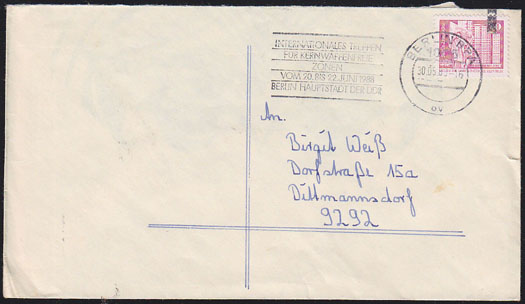 INTERNATIONALES TREFFEN
FÜR KERNWAFFENFREIE
ZONEN
VOM 20. BIS 22. JUNI 1988
BERLIN HAUPTSTADT DER DDR
BERLIN
An.
Birgit Weiß
Dorfstraße 15a
Dittmannsdorf
9292